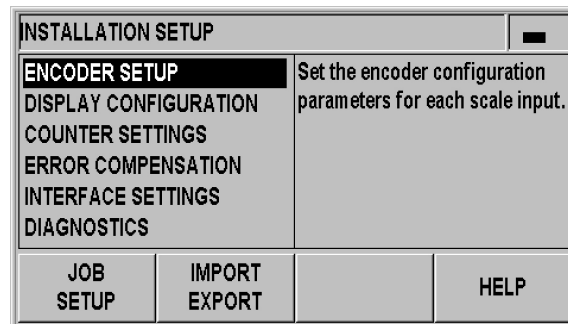 INSTALLATION SETUP
ENCODER SETUP
DISPLAY CONFIGURATION
COUNTER SETTINGS
ERROR COMPENSATION
INTERFACE SETTINGS
DIAGNOSTICS
Set the encoder configuration
parameters for each scale input.
JOB
SETUP
IMPORT
EXPORT
HELP